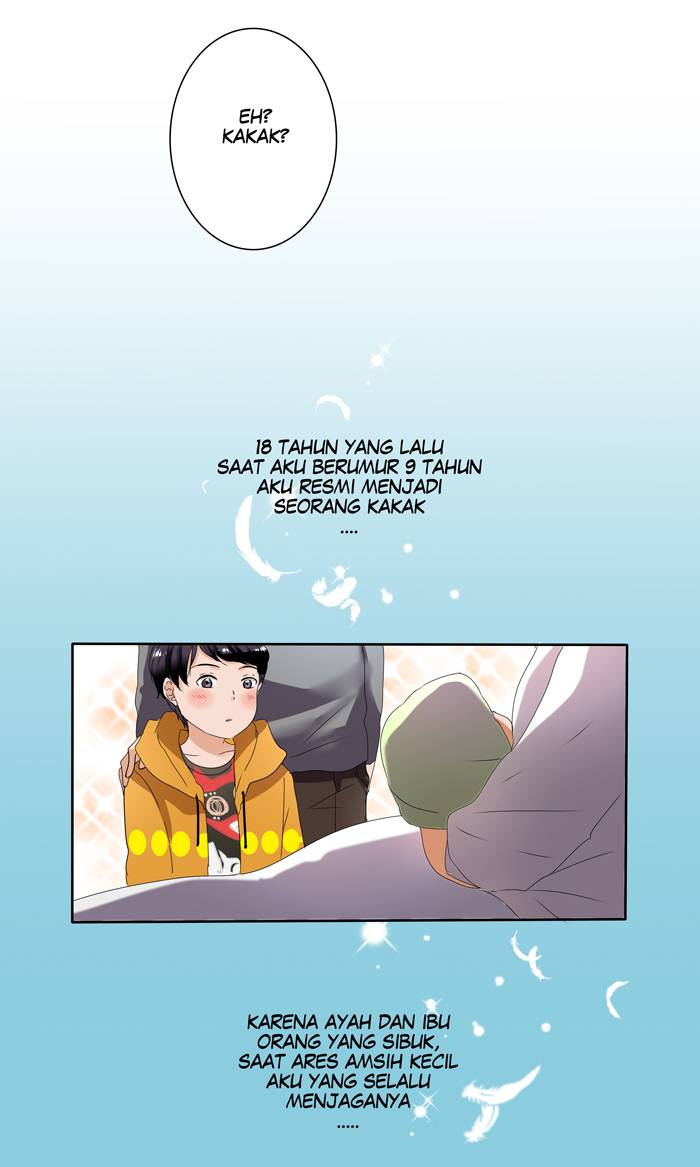 EH?
KAKAK?
18 TAHUN YANG LALU
SAAT AKU BERUMUR 9 TAHUN
AKU RESMI MENJADI
SEORANG KAKAK
....
KARENA AYAH DAN IBU
ORANG YANG SIBUK,
SAAT ARES AMSIH KECIL
AKU YANG SELALU
MENJAGANYA
.....